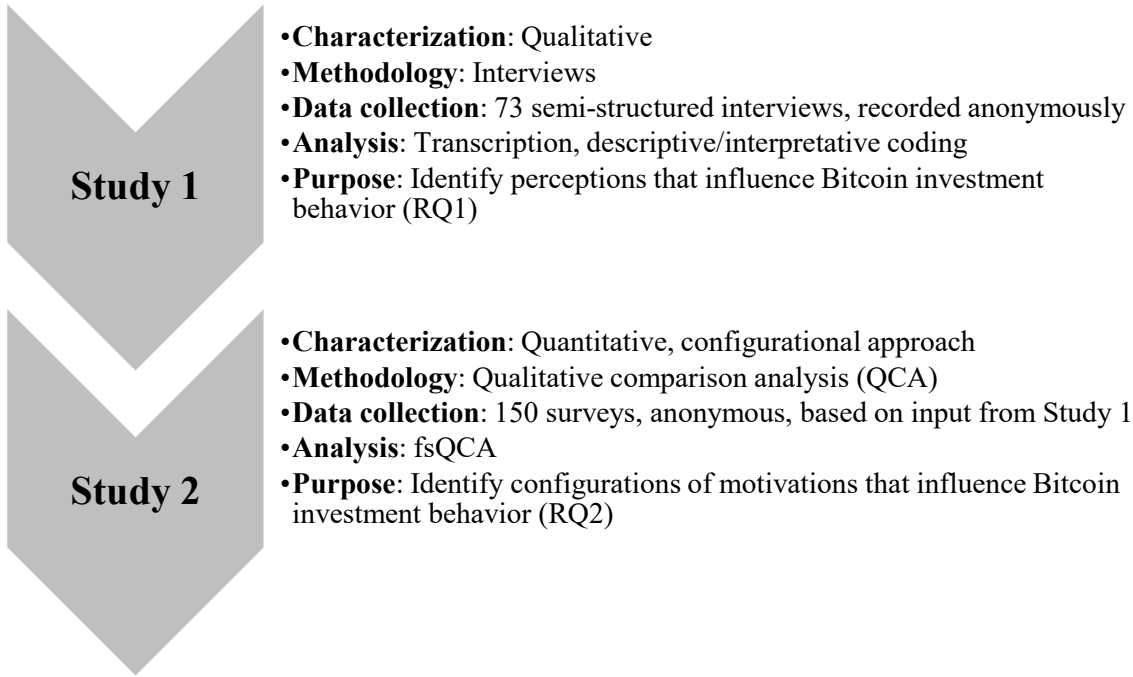 Study 1
•Characterization: Qualitative
•Methodology: Interviews
•Data collection: 73 semi-structured interviews, recorded anonymously
•Analysis: Transcription, descriptive/interpretative coding
•Purpose: Identify perceptions that influence Bitcoin investment
behavior (RQ1)
Study 2
•Characterization: Quantitative, configurational approach
•Methodology: Qualitative comparison analysis (QCA)
•Data collection: 150 surveys, anonymous, based on input from Study 1
•Analysis: fsQCA
•Purpose: Identify configurations of motivations that influence Bitcoin
investment behavior (RQ2)